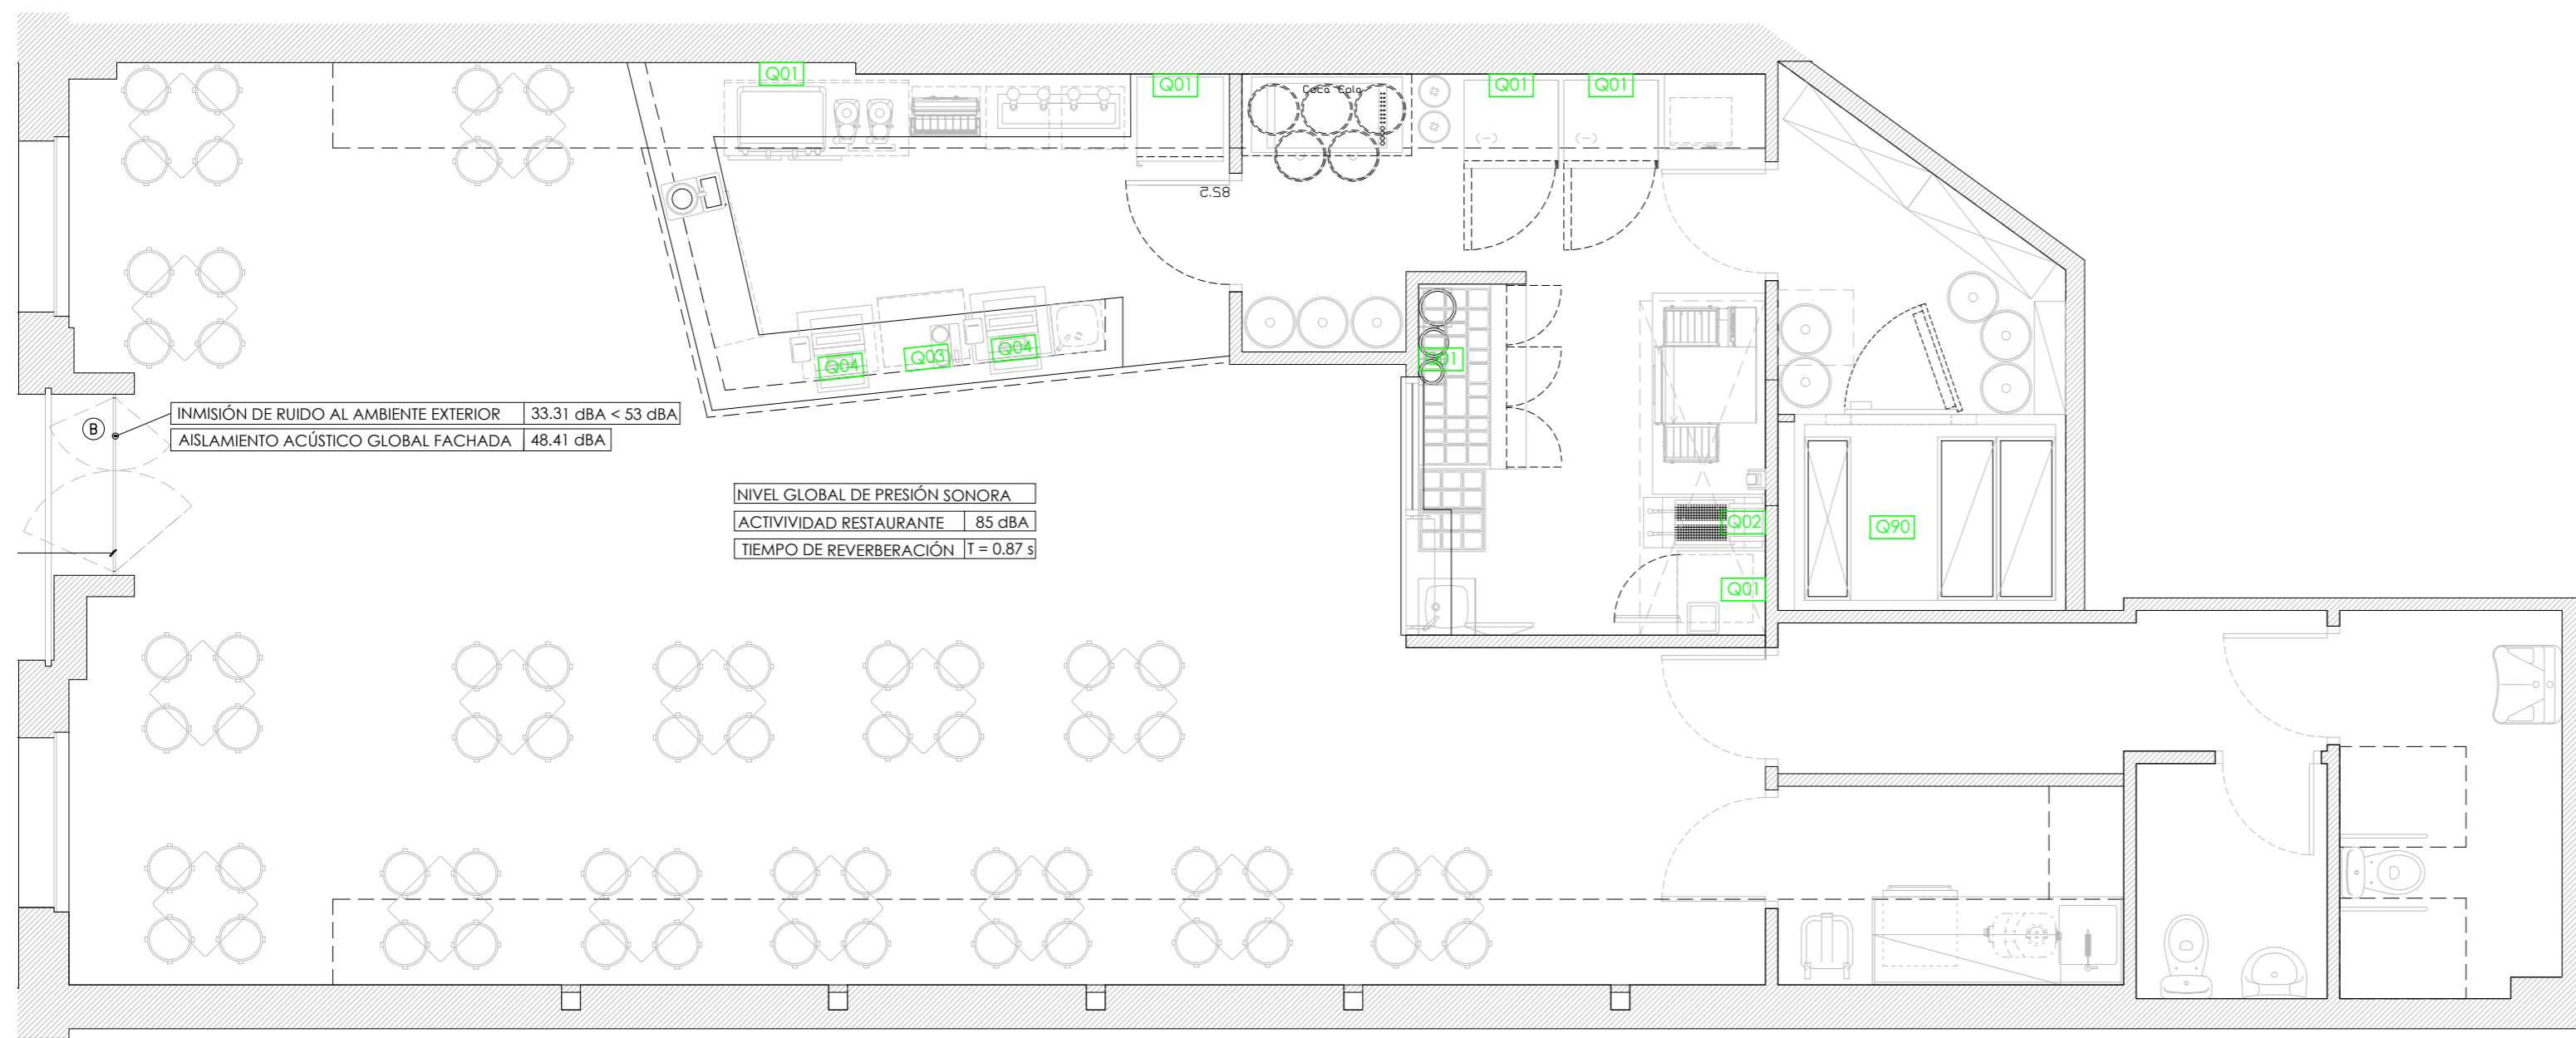 Q01
Q01
Coca Cola
Q01
Q01
82.5
Q04
Q03
Q04
Q01
B
INMISIÓN DE RUIDO AL AMBIENTE EXTERIOR 33.31 dBA < 53 dBA
AISLAMIENTO ACÚSTICO GLOBAL FACHADA 48.41 dBA
NIVEL GLOBAL DE PRESIÓN SONORA
ACTIVIVIDAD RESTAURANTE 85 dBA
TIEMPO DE REVERBERACIÓN T = 0.87 s
Q02
Q90
Q01